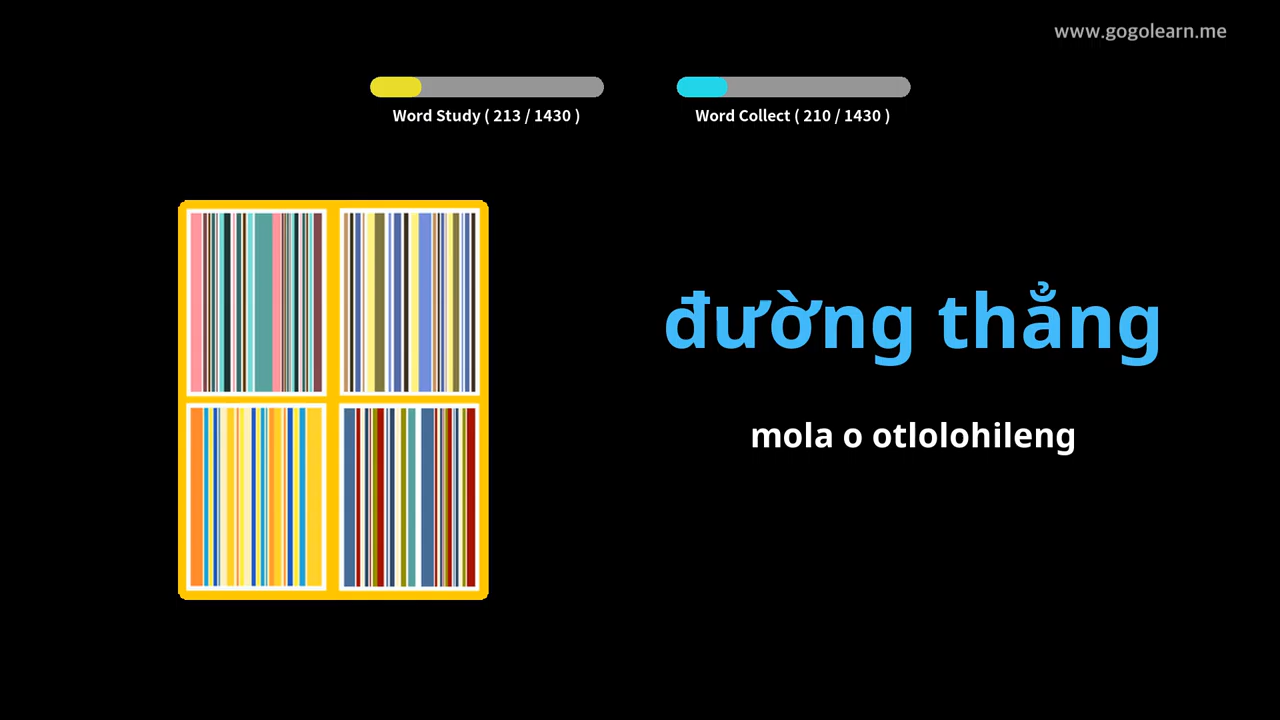 www.gogolearn.me
Word Study ( 213 / 1430 )
Word Collect ( 210 / 1430 )
đường thẳng
mola o otlolohileng